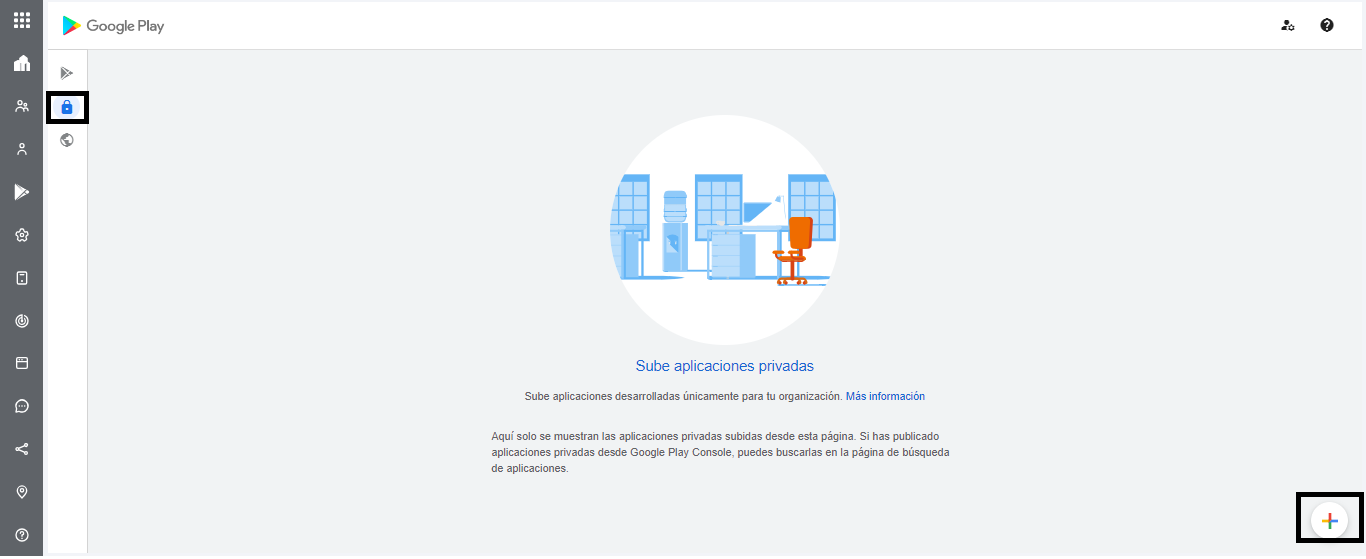 Google Play
Sube aplicaciones privadas
Sube aplicaciones desarrolladas únicamente para tu organización. Más información
Aquí solo se muestran las aplicaciones privadas subidas desde esta página. Si has publicado
aplicaciones privadas desde Google Play Console, puedes buscarlas en la página de búsqueda
de aplicaciones.